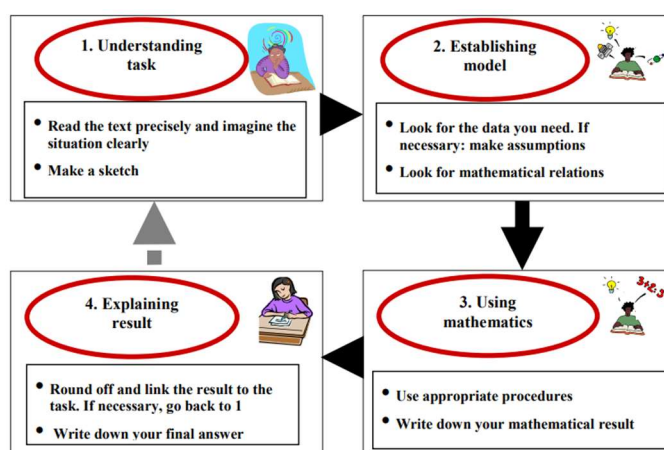 1. Understanding
task
• Read the text precisely and imagine the
situation clearly
• Make a sketch
2. Establishing
model
• Look for the data you need. If
necessary: make assumptions
• Look for mathematical relations
3. Using
mathematics
• Use appropriate procedures
• Write down your mathematical result
4. Explaining
result
• Round off and link the result to the
task. If necessary, go back to 1
• Write down your final answer